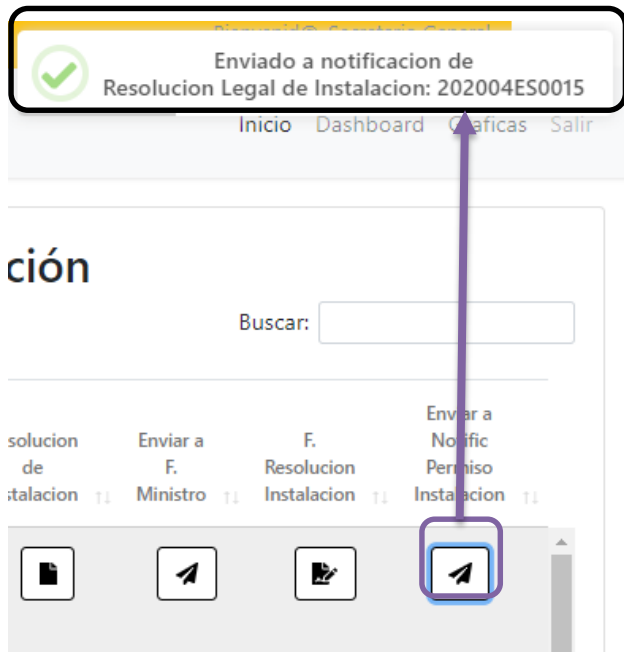 Enviado a notificacion de
Resolucion Legal de Instalacion: 202004ES0015
Inicio Dashboard Graficas Salir
ción
Buscar:
solucion
de
stalacion
Enviar a
F.
Ministro
F.
Resolucion
Instalacion
Enviar a
Notific
Permiso
Instalacion